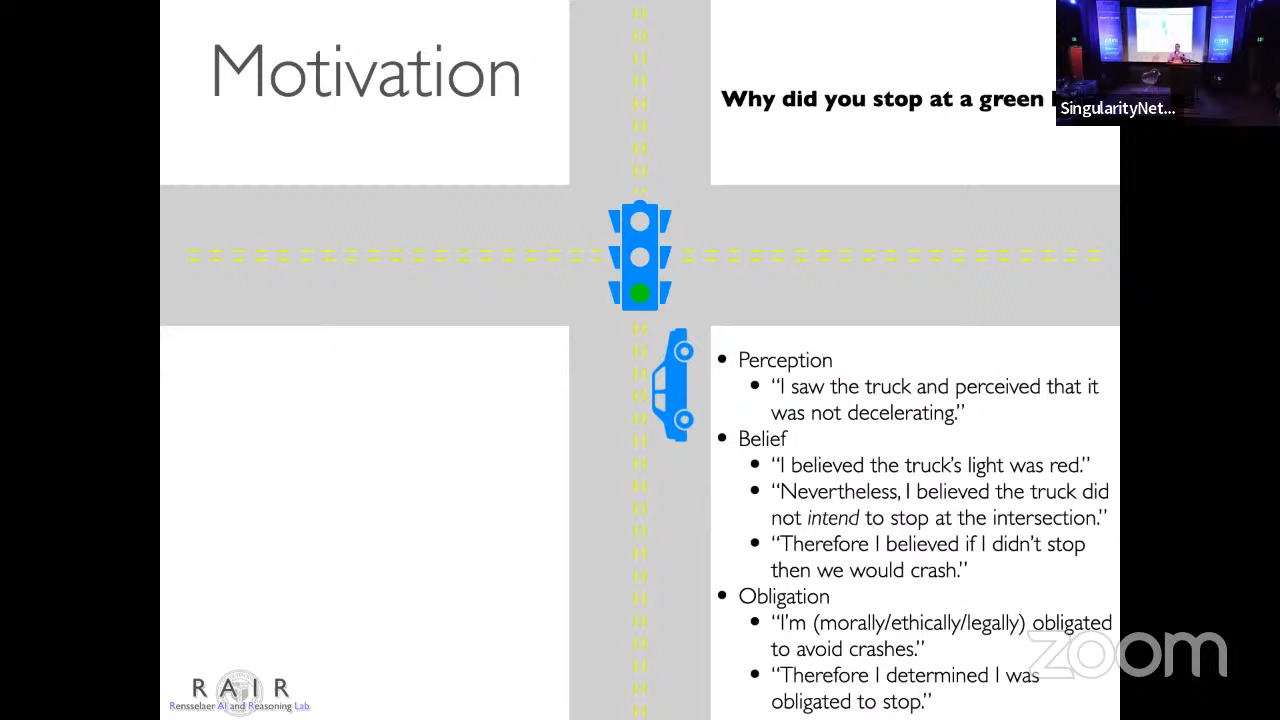 Motivation
Why did you stop at a green
SingularityNet...
• Perception
• “I saw the truck and perceived that it
was not decelerating.”
• Belief
• “I believed the truck’s light was red.”
• “Nevertheless, I believed the truck did
not intend to stop at the intersection.”
• “Therefore I believed if I didn’t stop
then we would crash.”
• Obligation
• “I’m (morally/ethically/legally) obligated
to avoid crashes.”
• “Therefore I determined I was
obligated to stop.”
zoom
RAIR
Rensselaer AI and Reasoning Lab